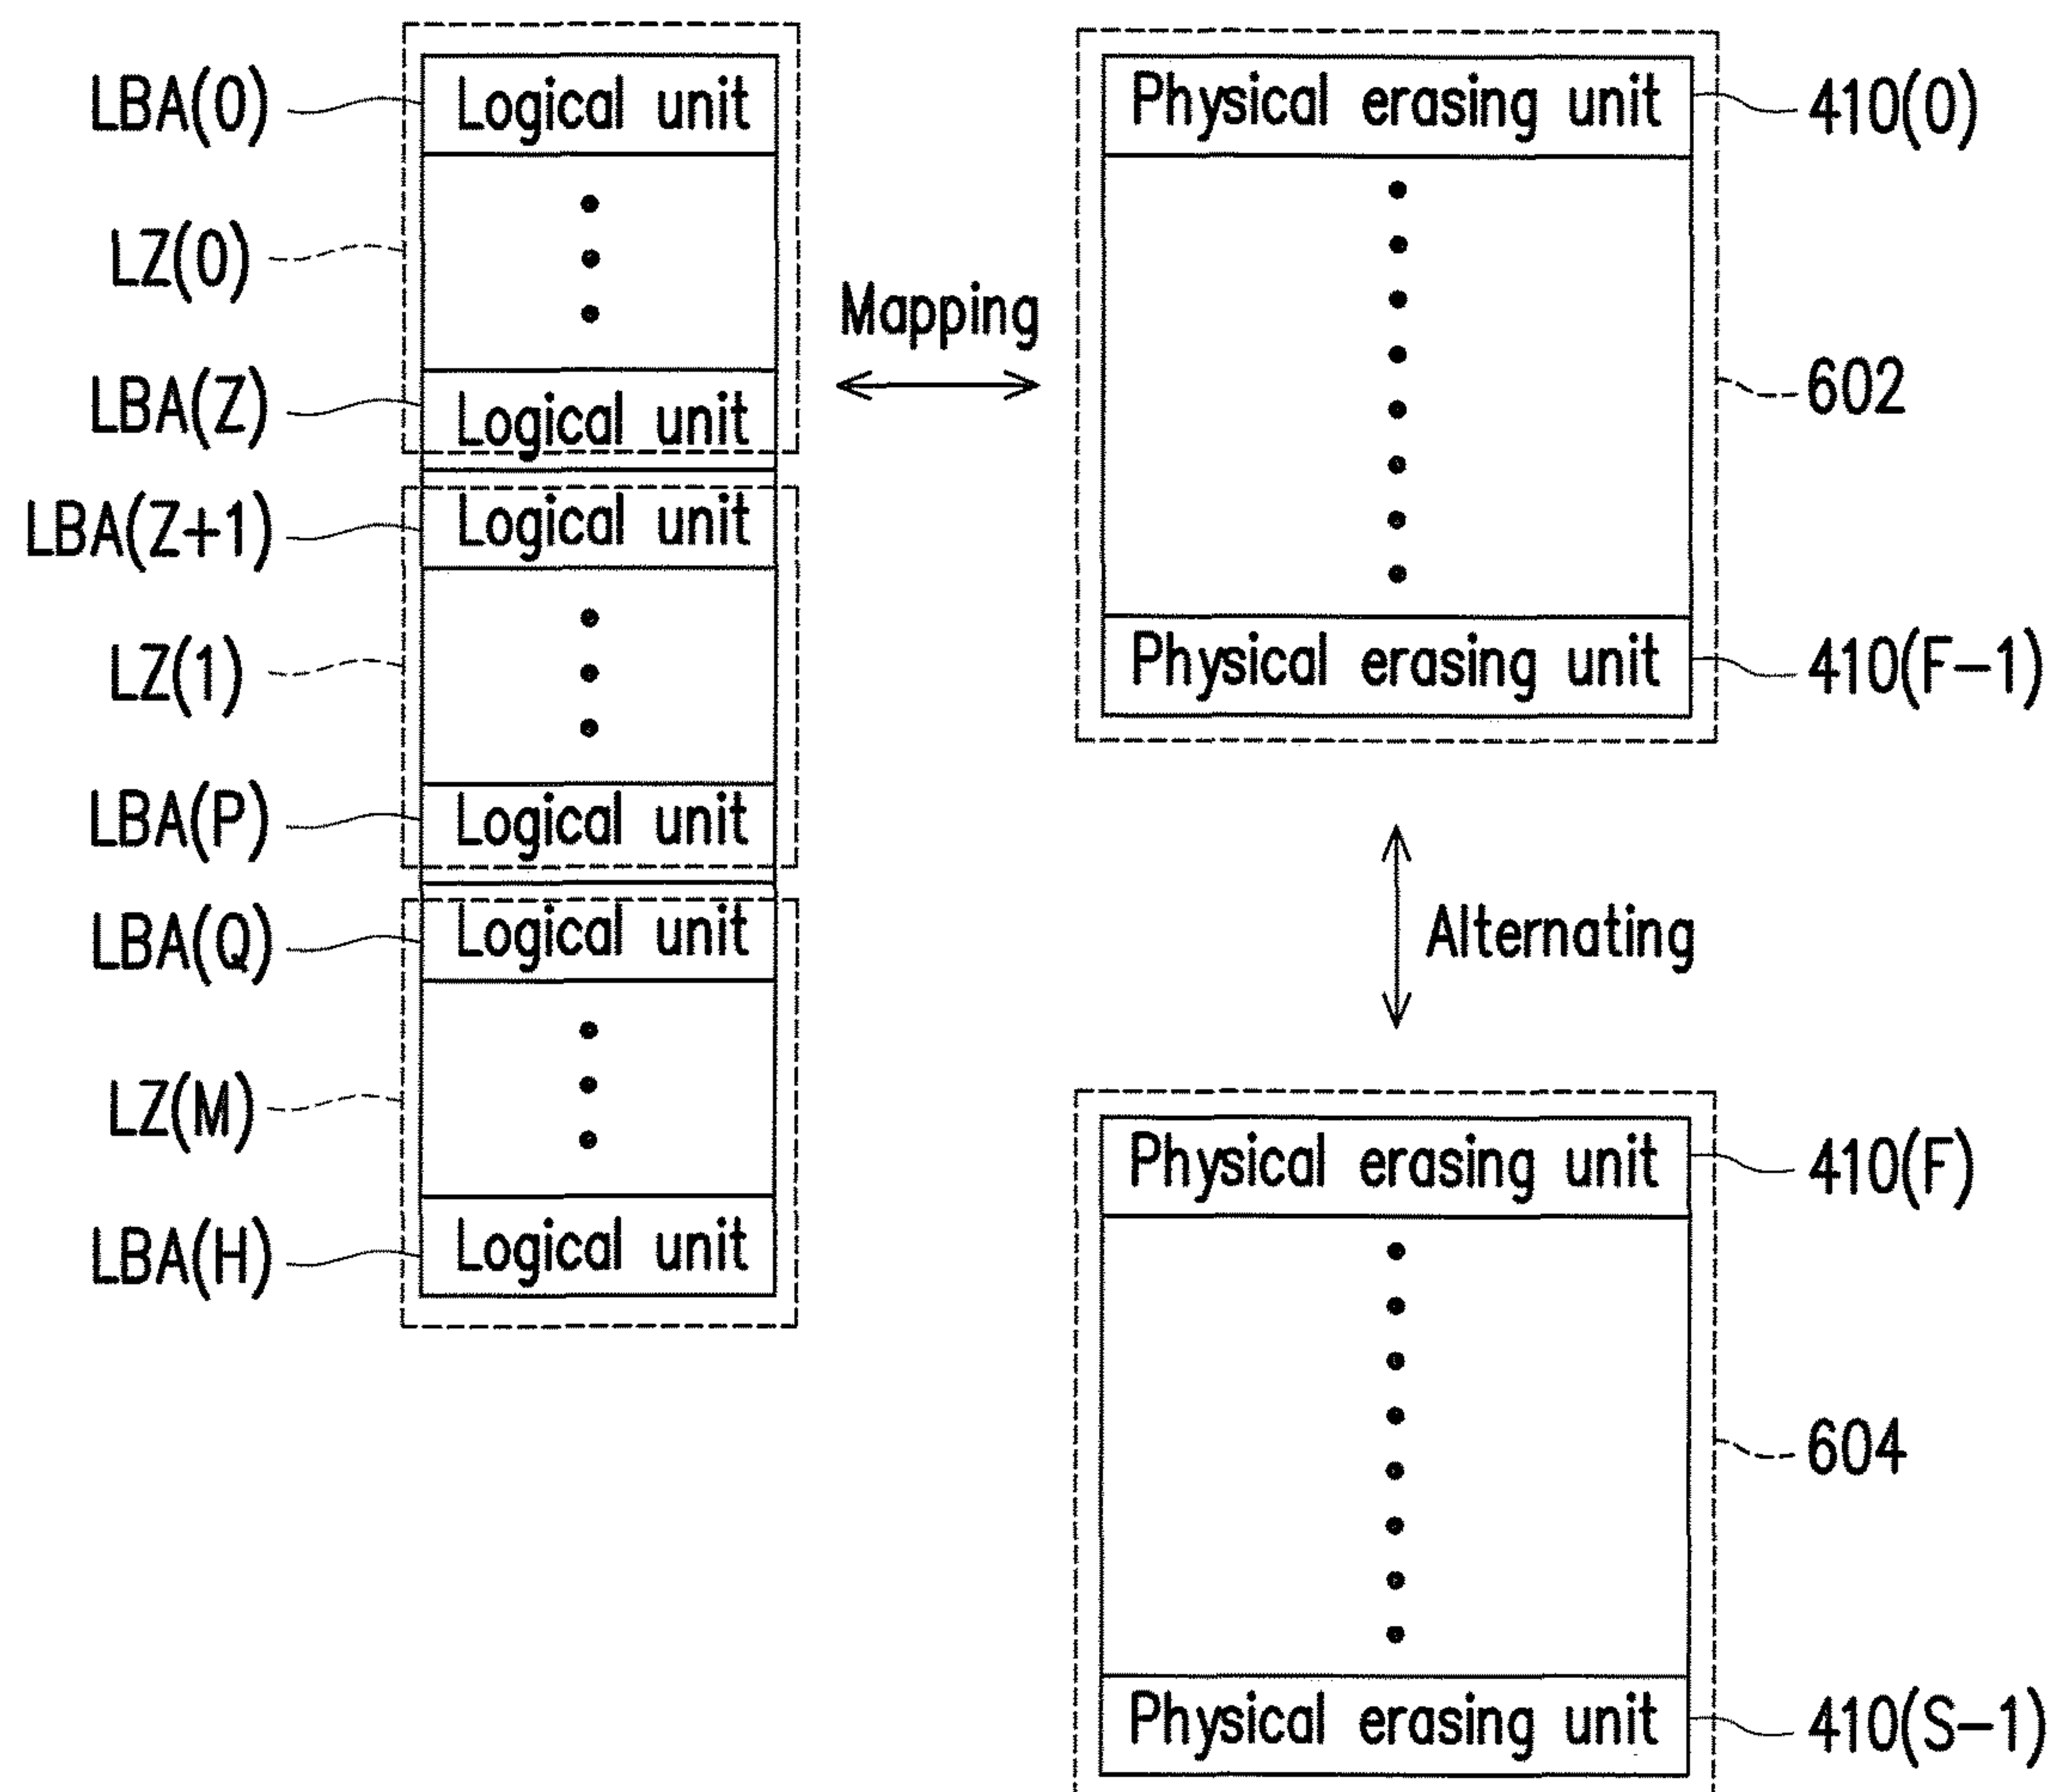 LBA(0) Logical unit
LZ(0)
LBA(Z) Logical unit
LBA(Z+1) Logical unit
LZ(1)
LBA(P) Logical unit
LBA(Q) Logical unit
LZ(M)
LBA(H) Logical unit
Mapping
Physical erasing unit 410(0)
602
Physical erasing unit 410(F-1)
Alternating
Physical erasing unit 410(F)
604
Physical erasing unit 410(S-1)